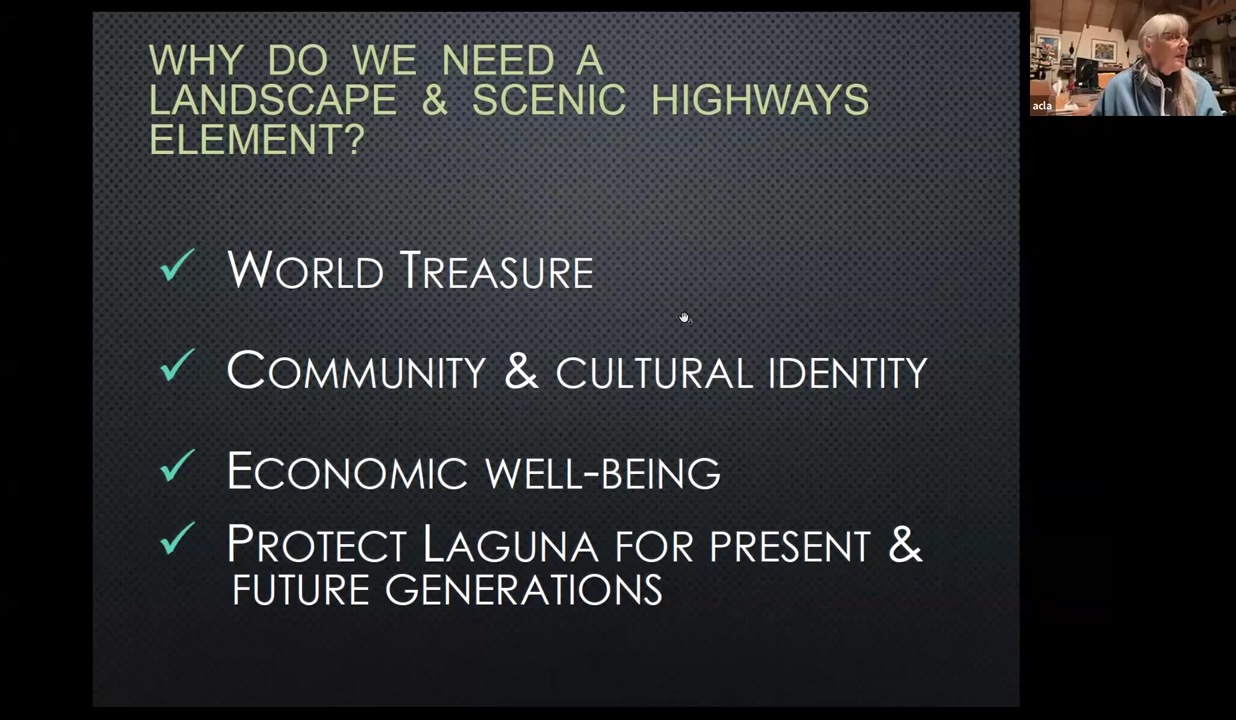 WHY DO WE NEED A
LANDSCAPE & SCENIC HIGHWAYS
ELEMENT?
✓ WORLD TREASURE
✓ COMMUNITY & CULTURAL IDENTITY
✓ ECONOMIC WELL-BEING
✓ PROTECT LAGUNA FOR PRESENT &
FUTURE GENERATIONS
acla